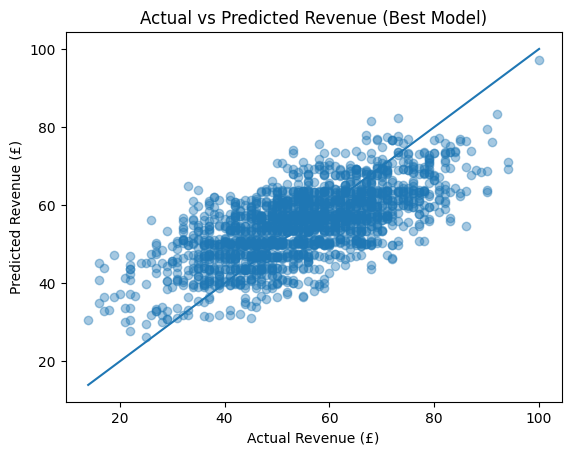 Actual vs Predicted Revenue (Best Model)
100
80
60
40
20
Predicted Revenue (£)
20 40 60 80 100
Actual Revenue (£)